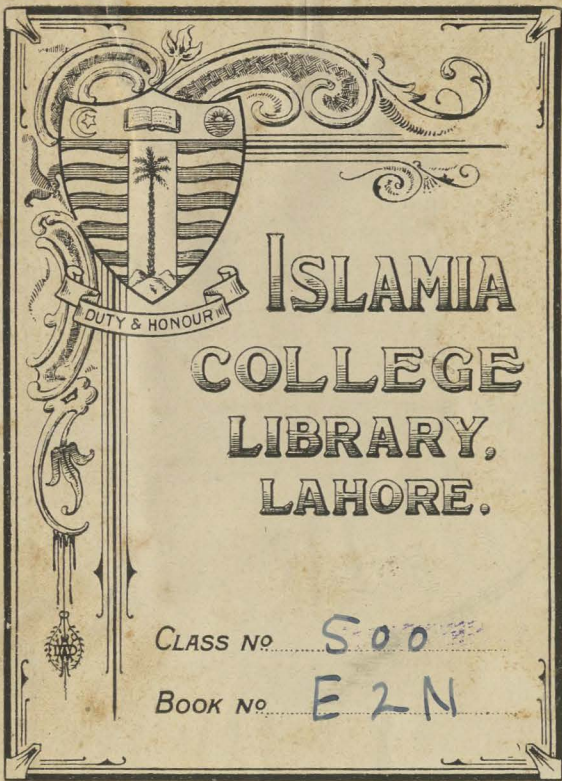 DUTY & HONOUR
ISLAMIA
COLLEGE
LIBRARY,
LAHORE.
CLASS NO 500
BOOK NO E2N